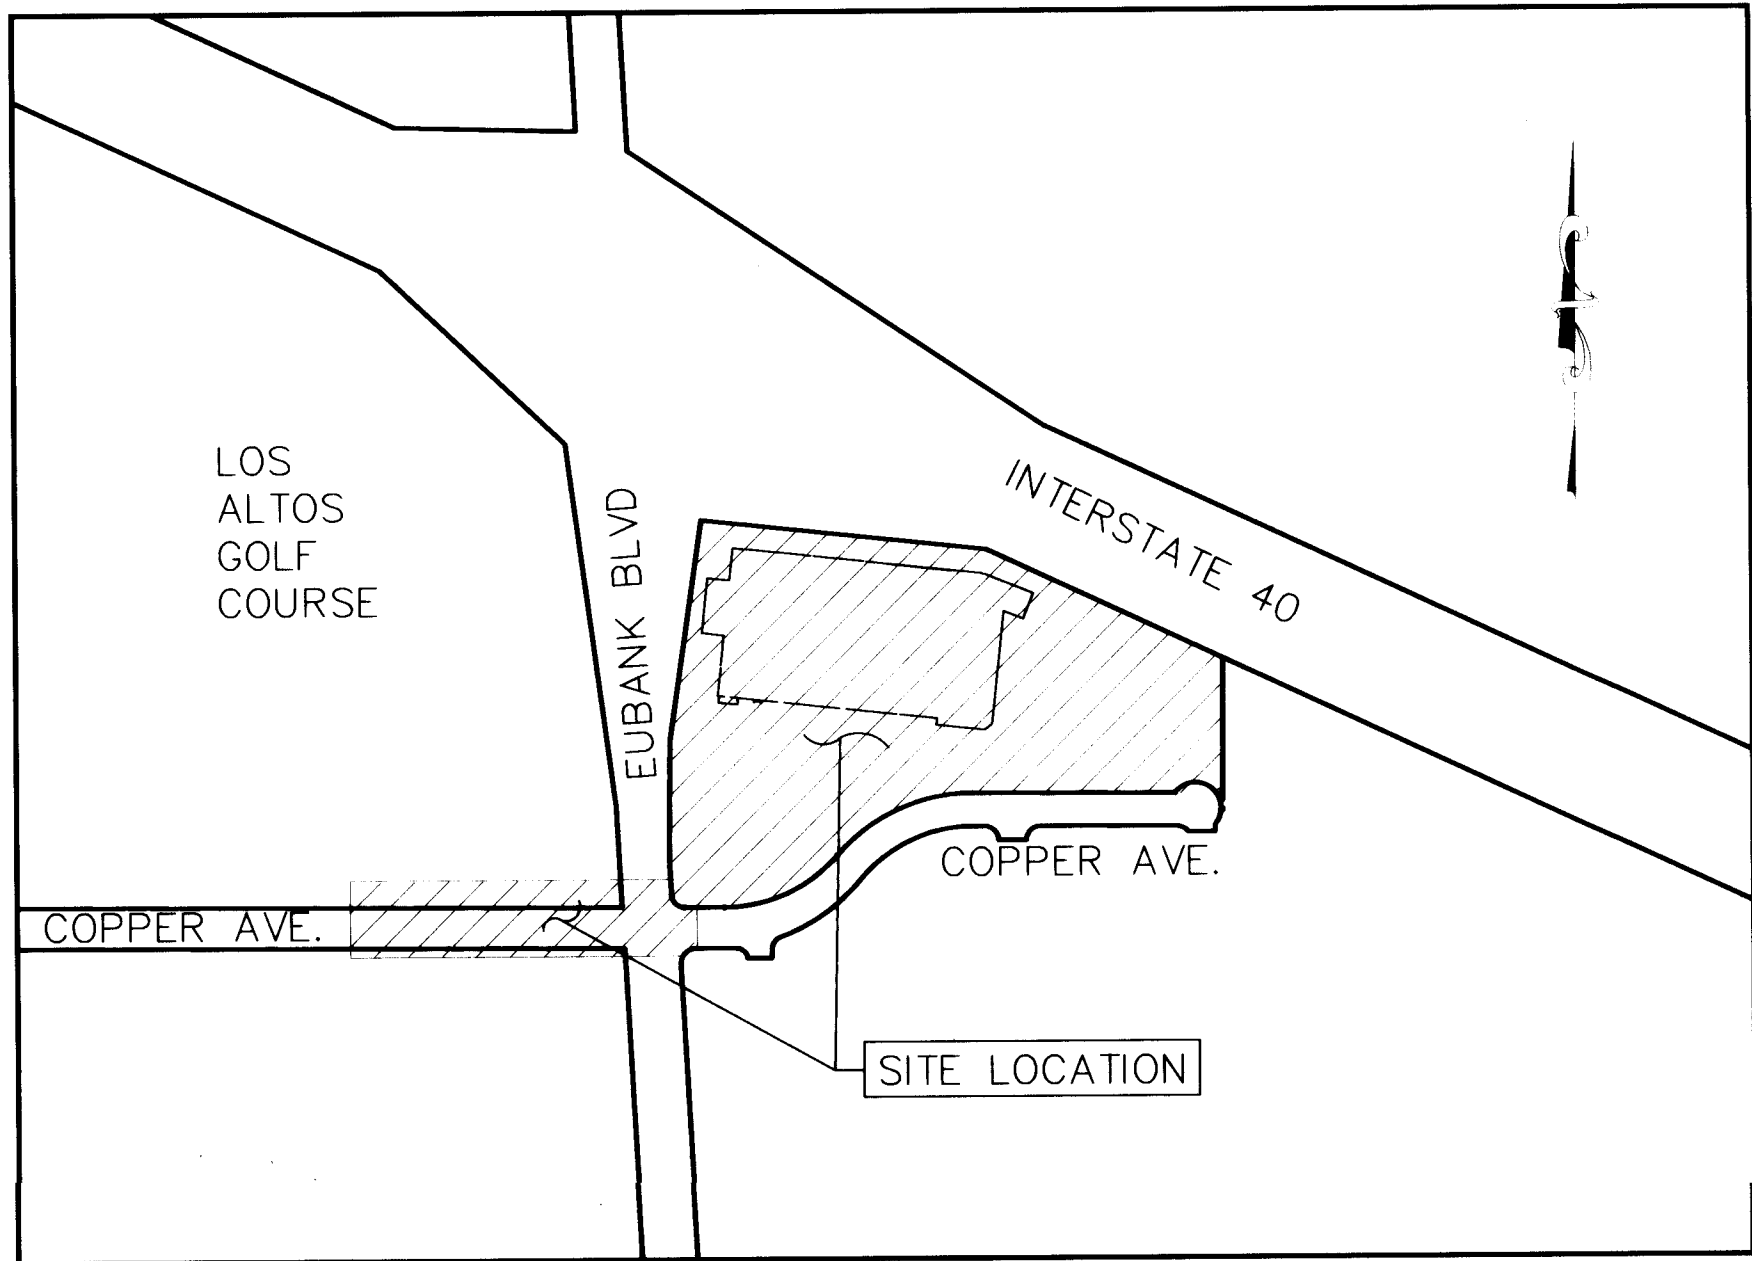 LOS
ALTOS
GOLF
COURSE
EUBANK BLVD
INTERSTATE 40
COPPER AVE.
COPPER AVE.
SITE LOCATION